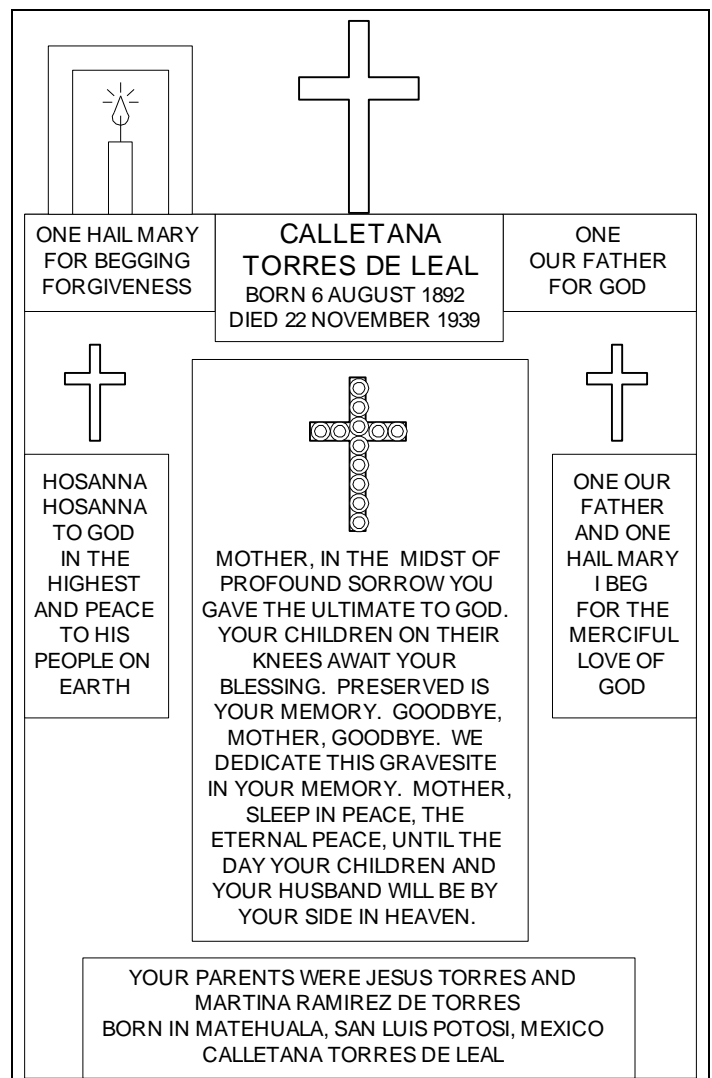 ONE HAIL MARY
FOR BEGGING
FORGIVENESS
CALLETANA
TORRES DE LEAL
BORN 6 AUGUST 1892
DIED 22 NOVEMBER 1939
ONE
OUR FATHER
FOR GOD
HOSANNA
HOSANNA
TO GOD
IN THE
HIGHEST
AND PEACE
TO HIS
PEOPLE ON
EARTH
MOTHER, IN THE MIDST OF
PROFOUND SORROW YOU
GAVE THE ULTIMATE TO GOD.
YOUR CHILDREN ON THEIR
KNEES AWAIT YOUR
BLESSING. PRESERVED IS
YOUR MEMORY. GOODBYE,
MOTHER, GOODBYE. WE
DEDICATE THIS GRAVESITE
IN YOUR MEMORY. MOTHER,
SLEEP IN PEACE, THE
ETERNAL PEACE, UNTIL THE
DAY YOUR CHILDREN AND
YOUR HUSBAND WILL BE BY
YOUR SIDE IN HEAVEN.
ONE OUR
FATHER
AND ONE
HAIL MARY
I BEG
FOR THE
MERCIFUL
LOVE OF
GOD
YOUR PARENTS WERE JESUS TORRES AND
MARTINA RAMIREZ DE TORRES
BORN IN MATEHUALA, SAN LUIS POTOSI, MEXICO
CALLETANA TORRES DE LEAL